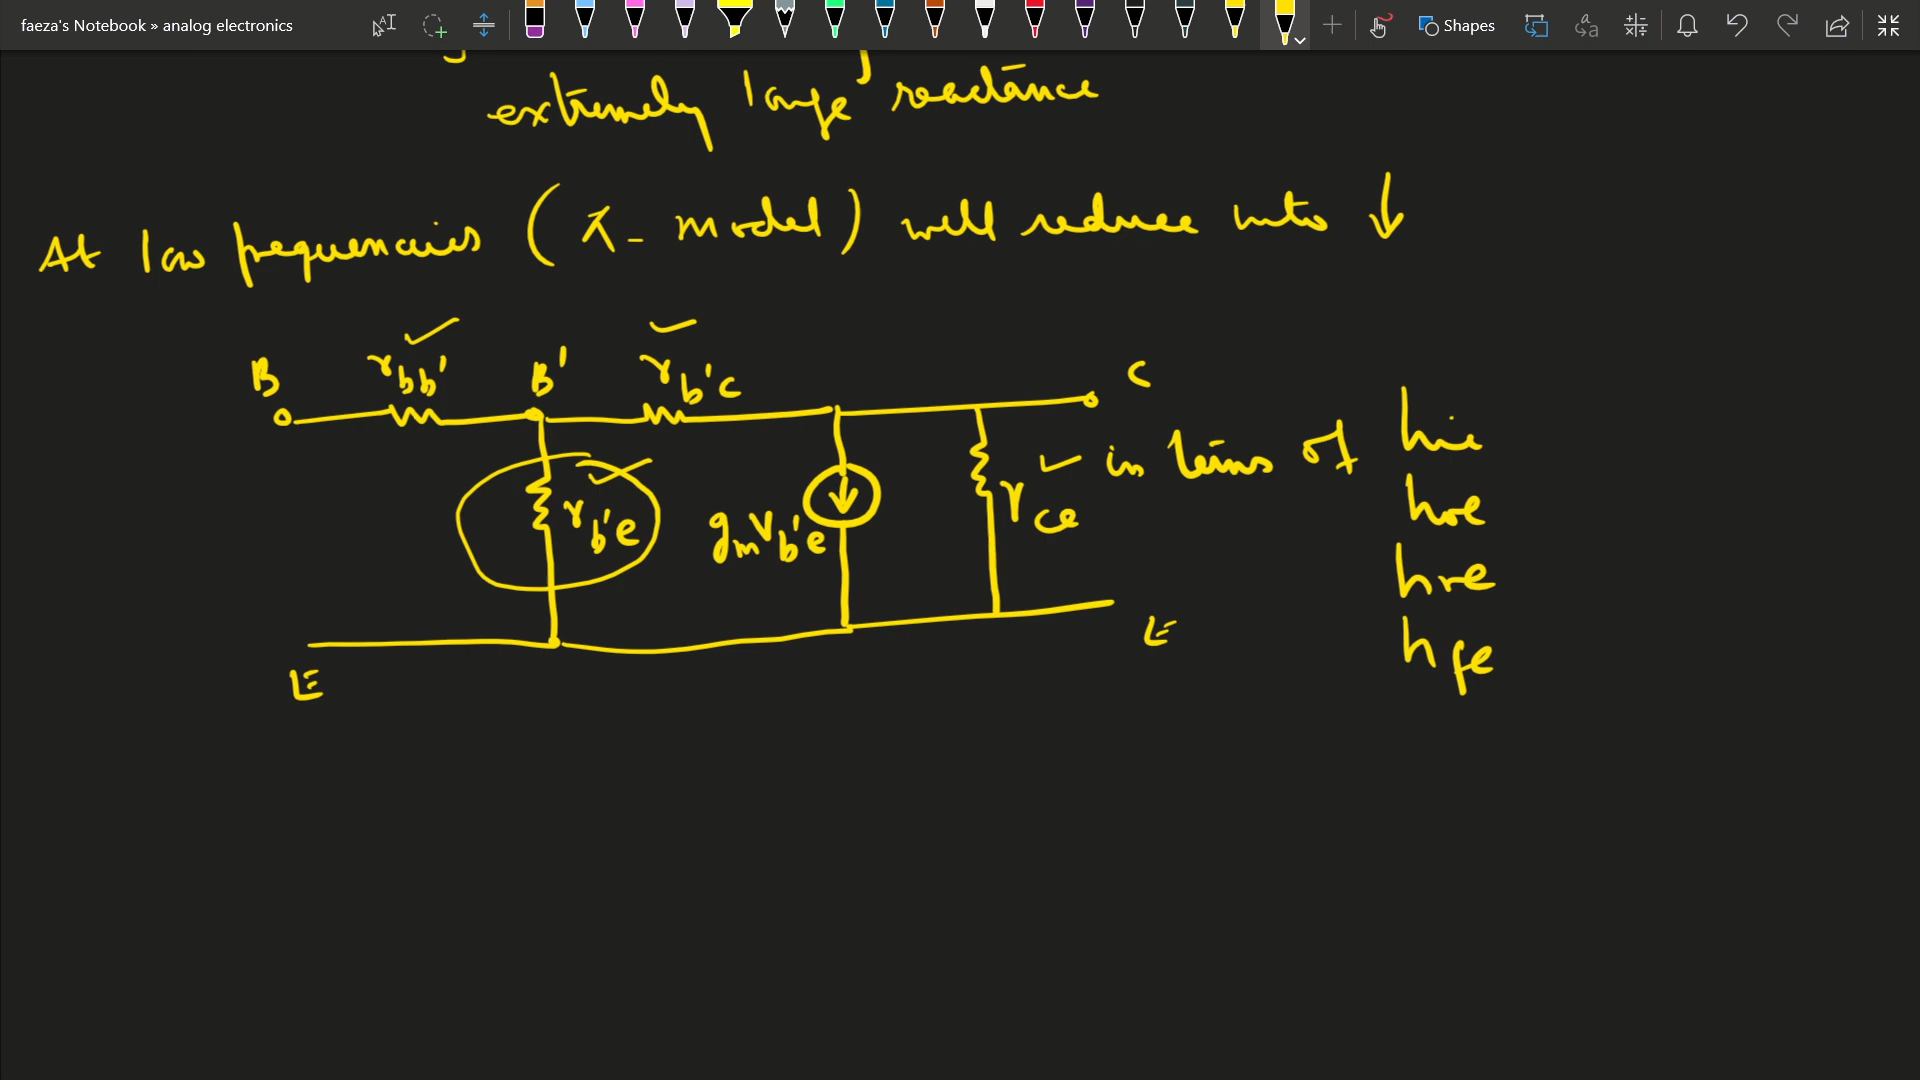 faeza's Notebook » analog electronics
Shapes
extremely large reactance
At low frequencies (π- model) will reduce into ↓
B rbb' B' rb'c C
rb'e gmVb'e rce in terms of hie
hoe
hre
hfe
E E